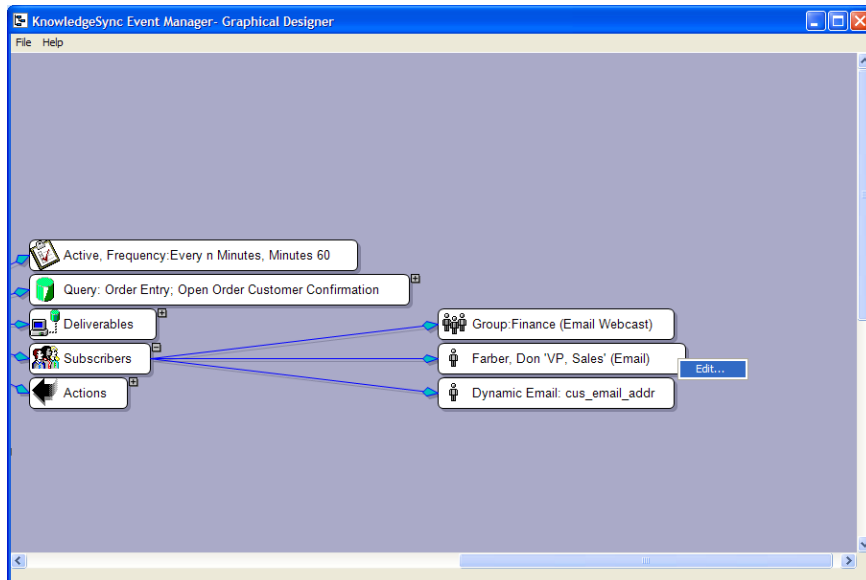 KnowledgeSync Event Manager- Graphical Designer
File Help
Active, Frequency:Every n Minutes, Minutes 60
Query: Order Entry; Open Order Customer Confirmation
Deliverables
Group:Finance (Email Webcast)
Subscribers
Farber, Don 'VP, Sales' (Email)
Edit...
Actions
Dynamic Email: cus_email_addr